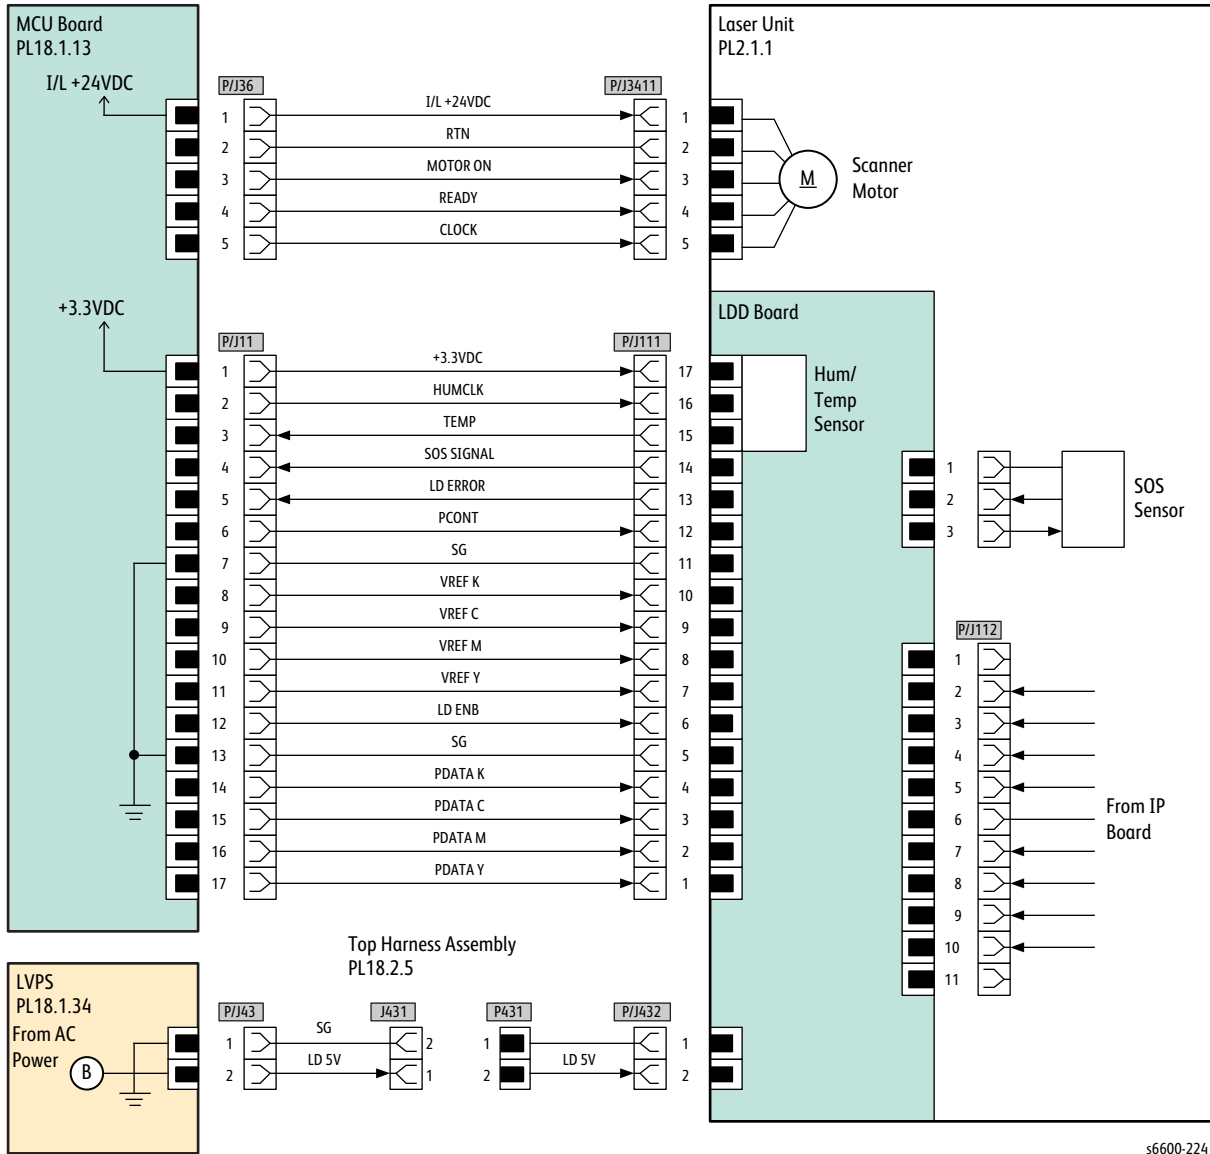 MCU Board
PL18.1.13
I/L +24VDC
P/J36
1
2
3
4
5
I/L +24VDC
RTN
MOTOR ON
READY
CLOCK
P/J3411
1
2
3
4
5
Laser Unit
PL2.1.1
M
Scanner
Motor
+3.3VDC
P/J11
1
2
3
4
5
6
7
8
9
10
11
12
13
14
15
16
17
+3.3VDC
HUMCLK
TEMP
SOS SIGNAL
LD ERROR
PCONT
SG
VREF K
VREF C
VREF M
VREF Y
LD ENB
SG
PDATA K
PDATA C
PDATA M
PDATA Y
P/J111
17
16
15
14
13
12
11
10
9
8
7
6
5
4
3
2
1
LDD Board
Hum/
Temp
Sensor
1
2
3
SOS
Sensor
P/J112
1
2
3
4
5
6
7
8
9
10
11
From IP
Board
Top Harness Assembly
PL18.2.5
LVPS
PL18.1.34
From AC
Power
B
P/J43
1
2
SG
LD 5V
J431
2
1
P431
1
2
LD 5V
P/J432
1
2
s6600-224